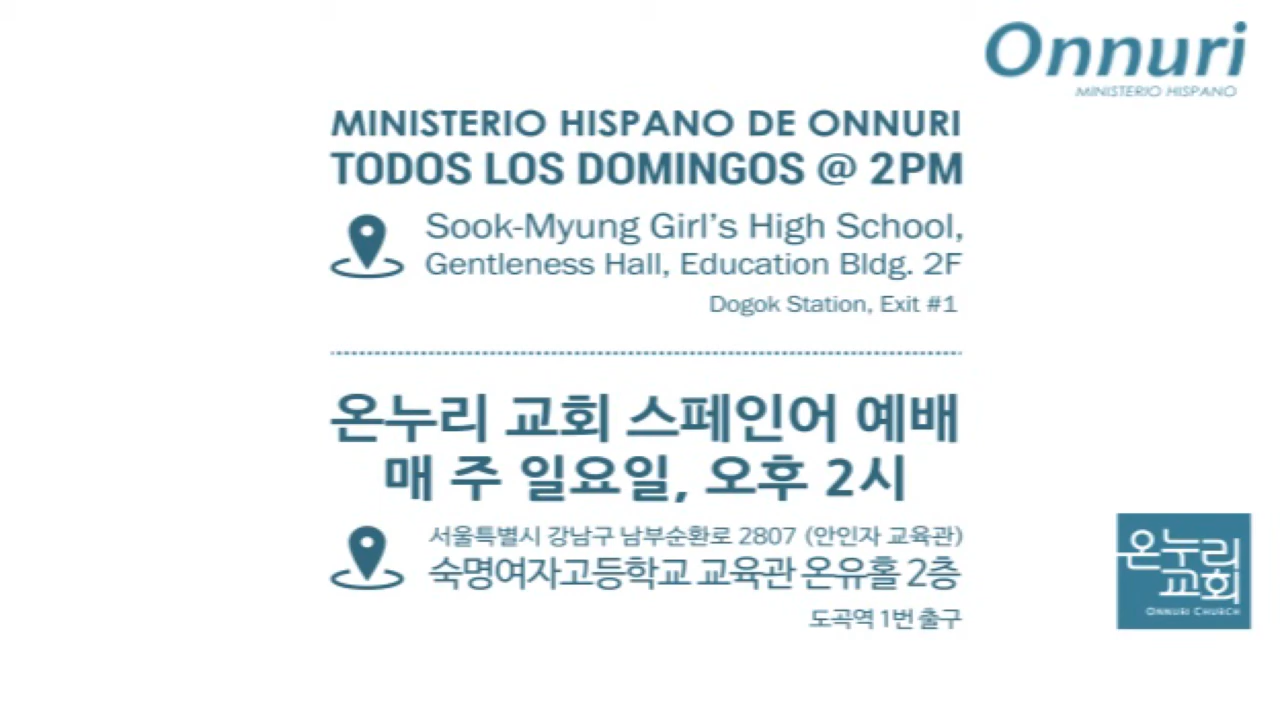 Onnuri
MINISTERIO HISPANO
MINISTERIO HISPANO DE ONNURI
TODOS LOS DOMINGOS @ 2PM
Sook-Myung Girl's High School,
Gentleness Hall, Education Bldg. 2F
Dogok Station, Exit #1
온누리 교회 스페인어 예배
매 주 일요일, 오후 2시
서울특별시 강남구 남부순환로 2807 (안인자 교육관)
숙명여자고등학교 교육관 온유홀 2층
도곡역 1번 출구
온누리
교회
ONNURI CHURCH